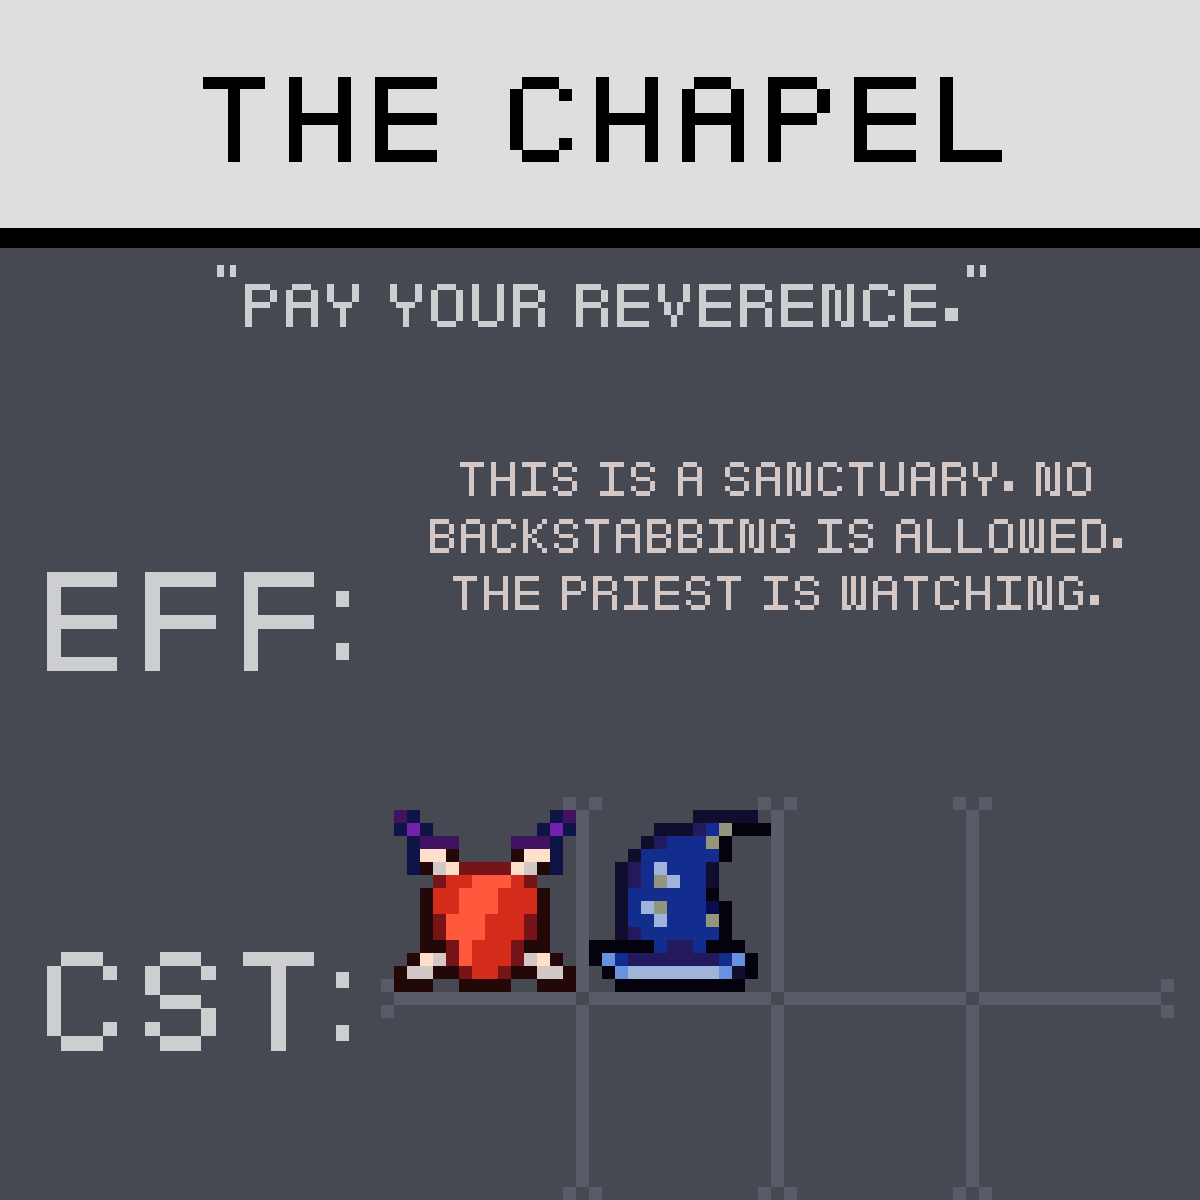 THE CHAPEL
"PAY YOUR REVERENCE."
THIS IS A SANCTUARY. NO
BACKSTABBING IS ALLOWED.
THE PRIEST IS WATCHING.
EFF:
CST: